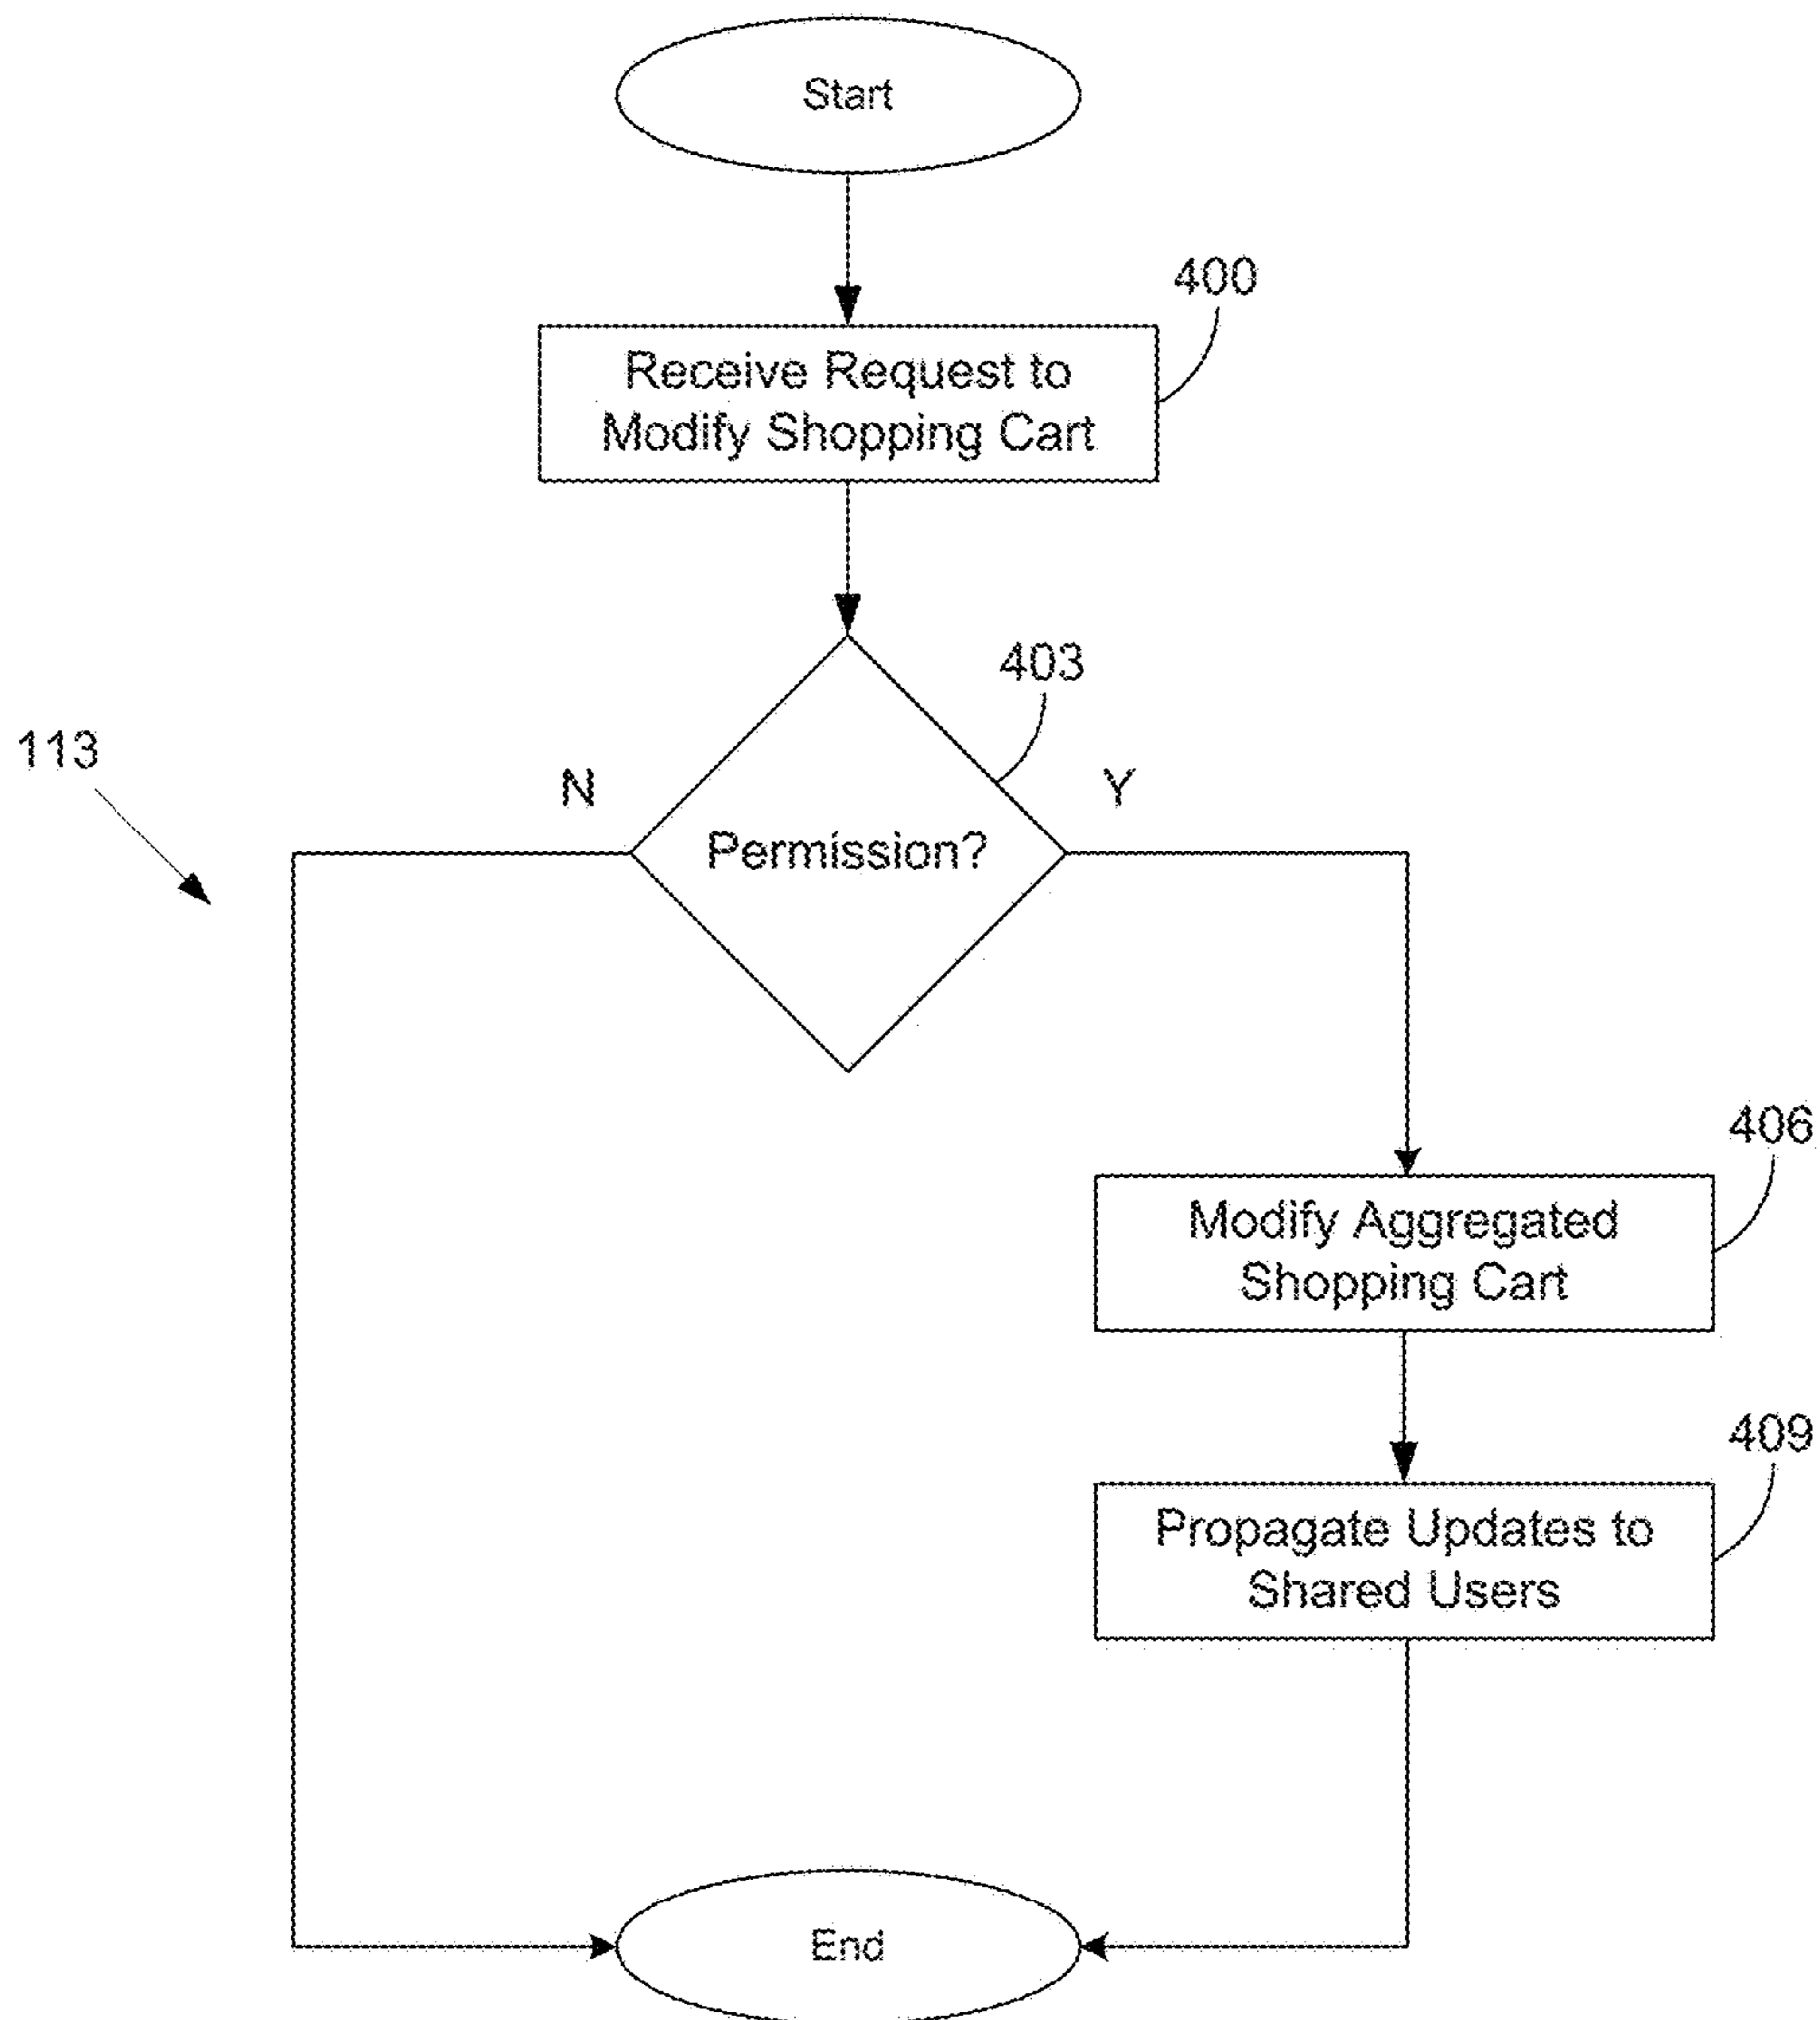 Start
400
Receive Request to
Modify Shopping Cart
403
113
N
Y
Permission?
406
Modify Aggregated
Shopping Cart
409
Propagate Updates to
Shared Users
End